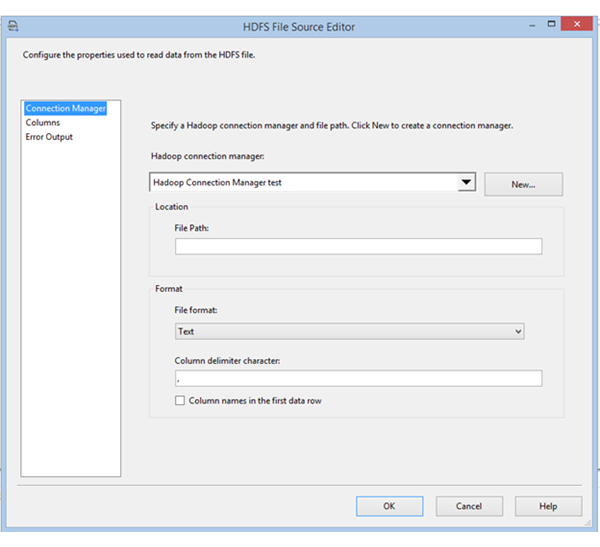 HDFS File Source Editor
Configure the properties used to read data from the HDFS file.
Connection Manager
Columns
Error Output
Specify a Hadoop connection manager and file path. Click New to create a connection manager.
Hadoop connection manager:
Hadoop Connection Manager test
New...
Location
File Path:
Format
File format:
Text
Column delimiter character:
,
Column names in the first data row
OK
Cancel
Help